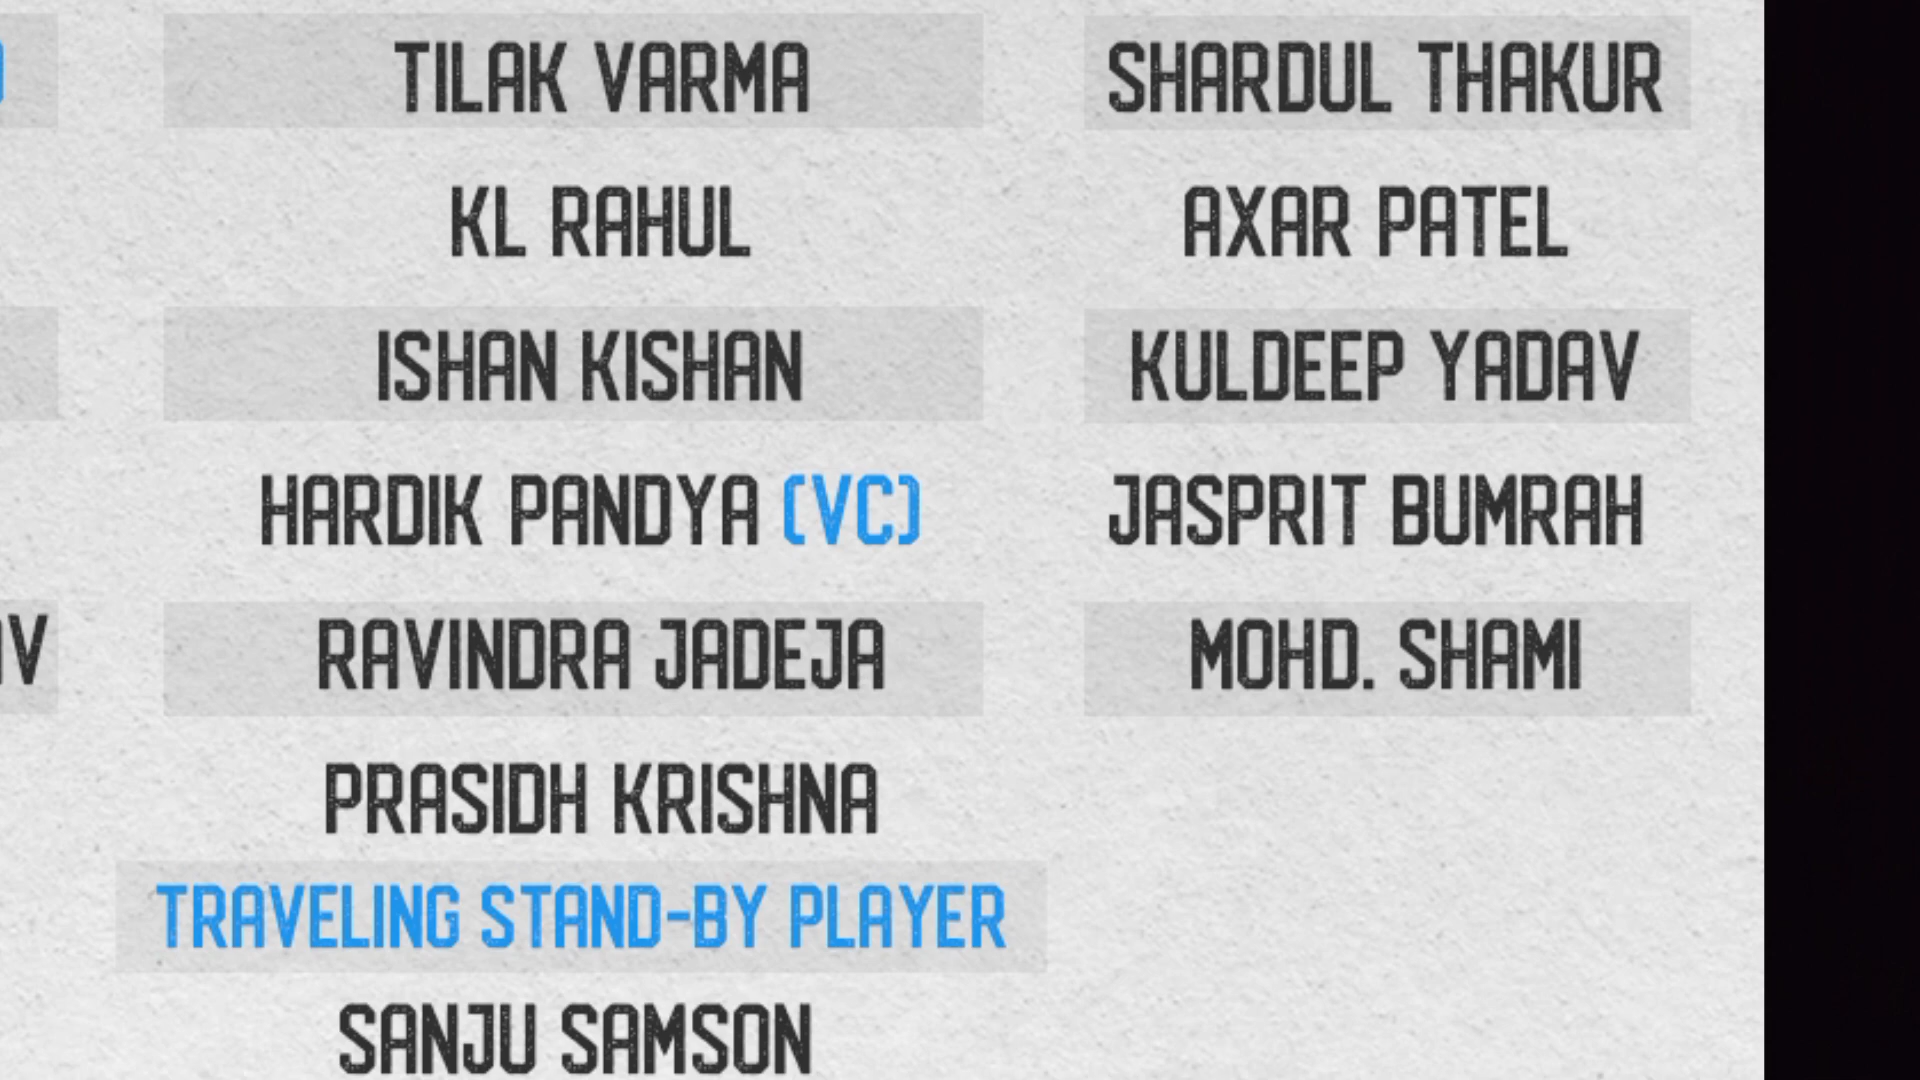 TILAK VARMA
SHARDUL THAKUR
KL RAHUL
AXAR PATEL
ISHAN KISHAN
KULDEEP YADAV
HARDIK PANDYA (VC)
JASPRIT BUMRAH
RAVINDRA JADEJA
MOHD. SHAMI
PRASIDH KRISHNA
TRAVELING STAND-BY PLAYER
SANJU SAMSON